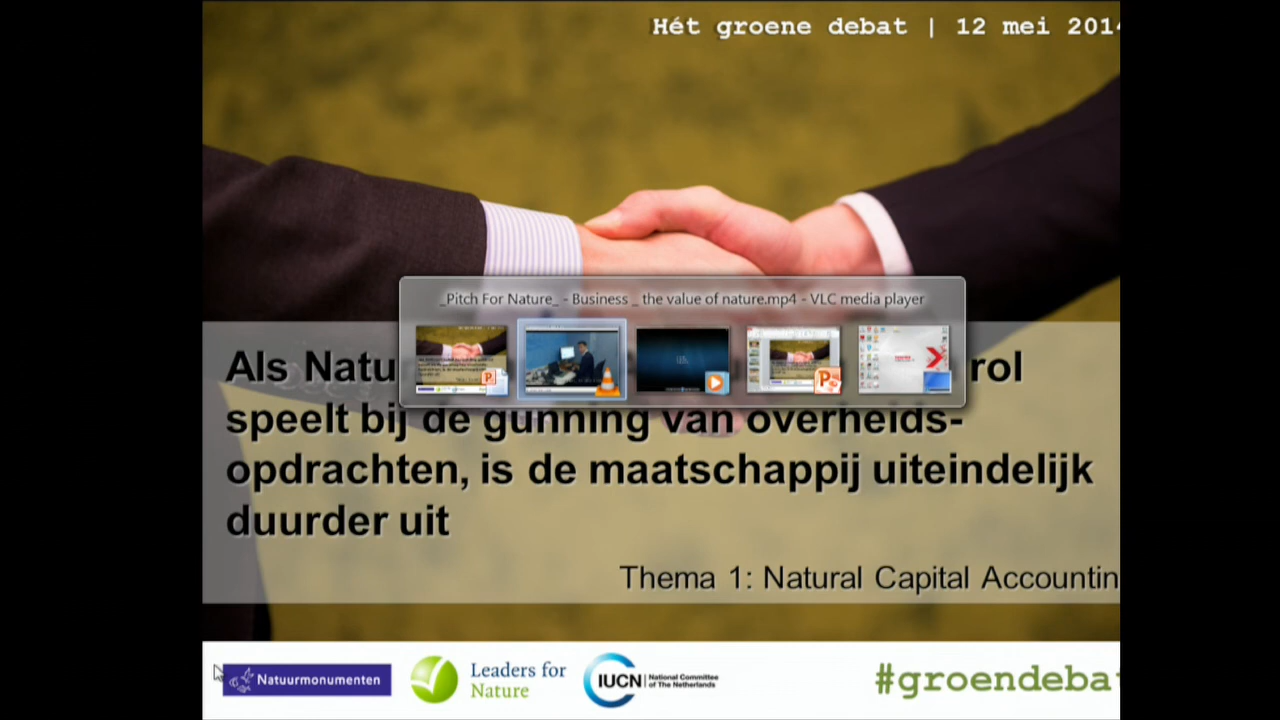 Hét groene debat | 12 mei 2014
_Pitch For Nature_ - Business _ the value of nature.mp4 - VLC media player
Als Natu rol
speelt bij de gunning van overheids-
opdrachten, is de maatschappij uiteindelijk
duurder uit
Thema 1: Natural Capital Accountin
Natuurmonumenten
Leaders for
Nature
IUCN
National Committee
of The Netherlands
#groendebat